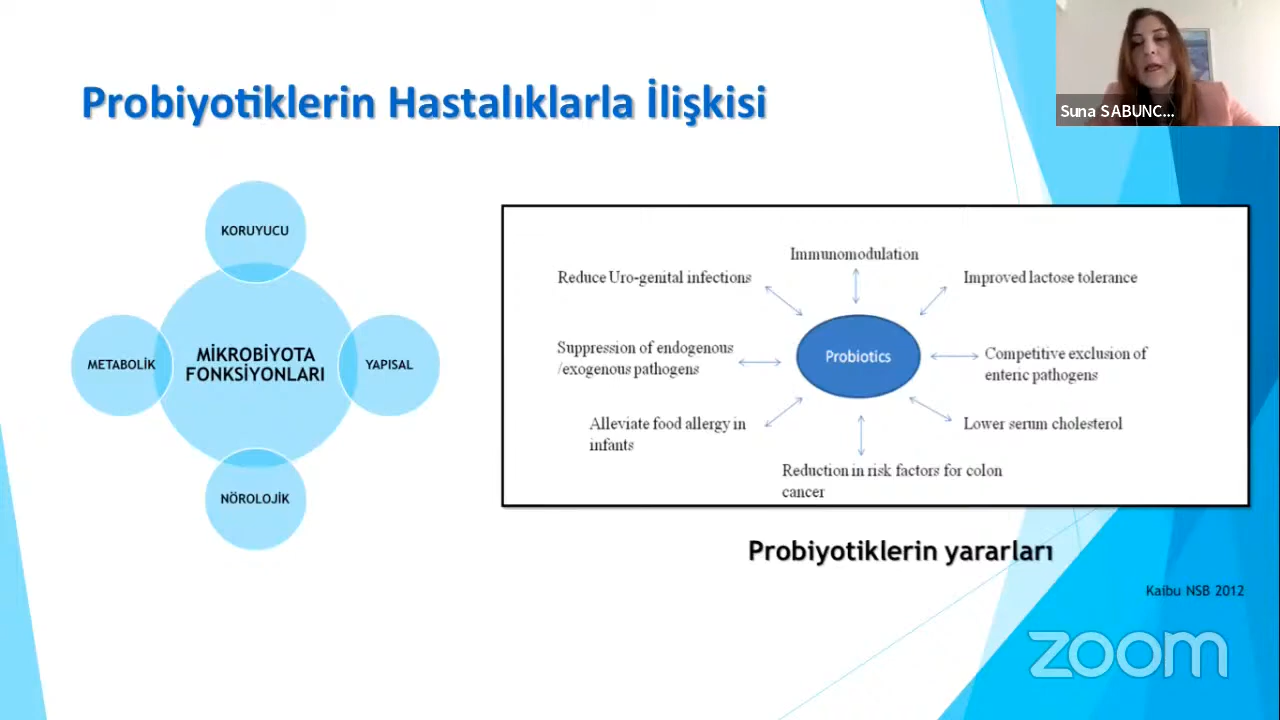 Probiyotiklerin Hastalıklarla İlişkisi
Suna SABUNC...
KORUYUCU
METABOLİK
MİKROBİYOTA
FONKSİYONLARI
YAPISAL
NÖROLOJİK
Immunomodulation
Reduce Uro-genital infections
Improved lactose tolerance
Suppression of endogenous
/exogenous pathogens
Probiotics
Competitive exclusion of
enteric pathogens
Alleviate food allergy in
infants
Lower serum cholesterol
Reduction in risk factors for colon
cancer
Probiyotiklerin yararları
Kaibu NSB 2012
zoom